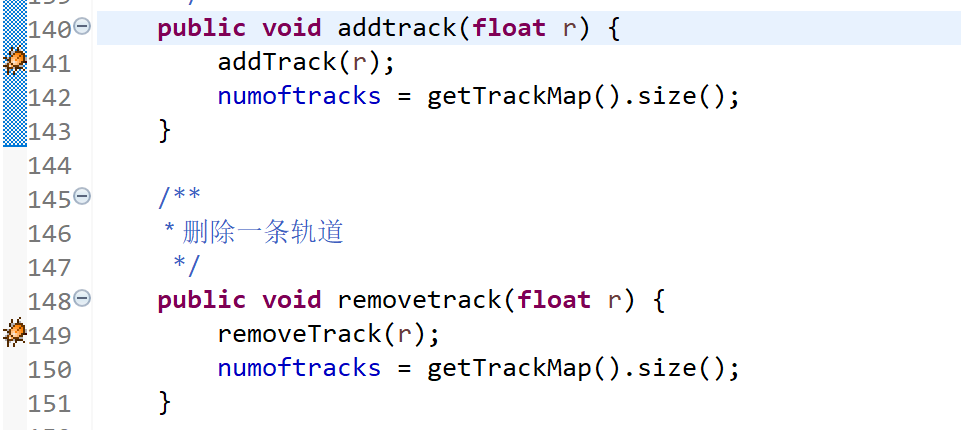 140 public void addtrack(float r) {
141 addTrack(r);
142 numoftracks = getTrackMap().size();
143 }
144
145 /**
146 * 删除一条轨道
147 */
148 public void removetrack(float r) {
149 removeTrack(r);
150 numoftracks = getTrackMap().size();
151 }